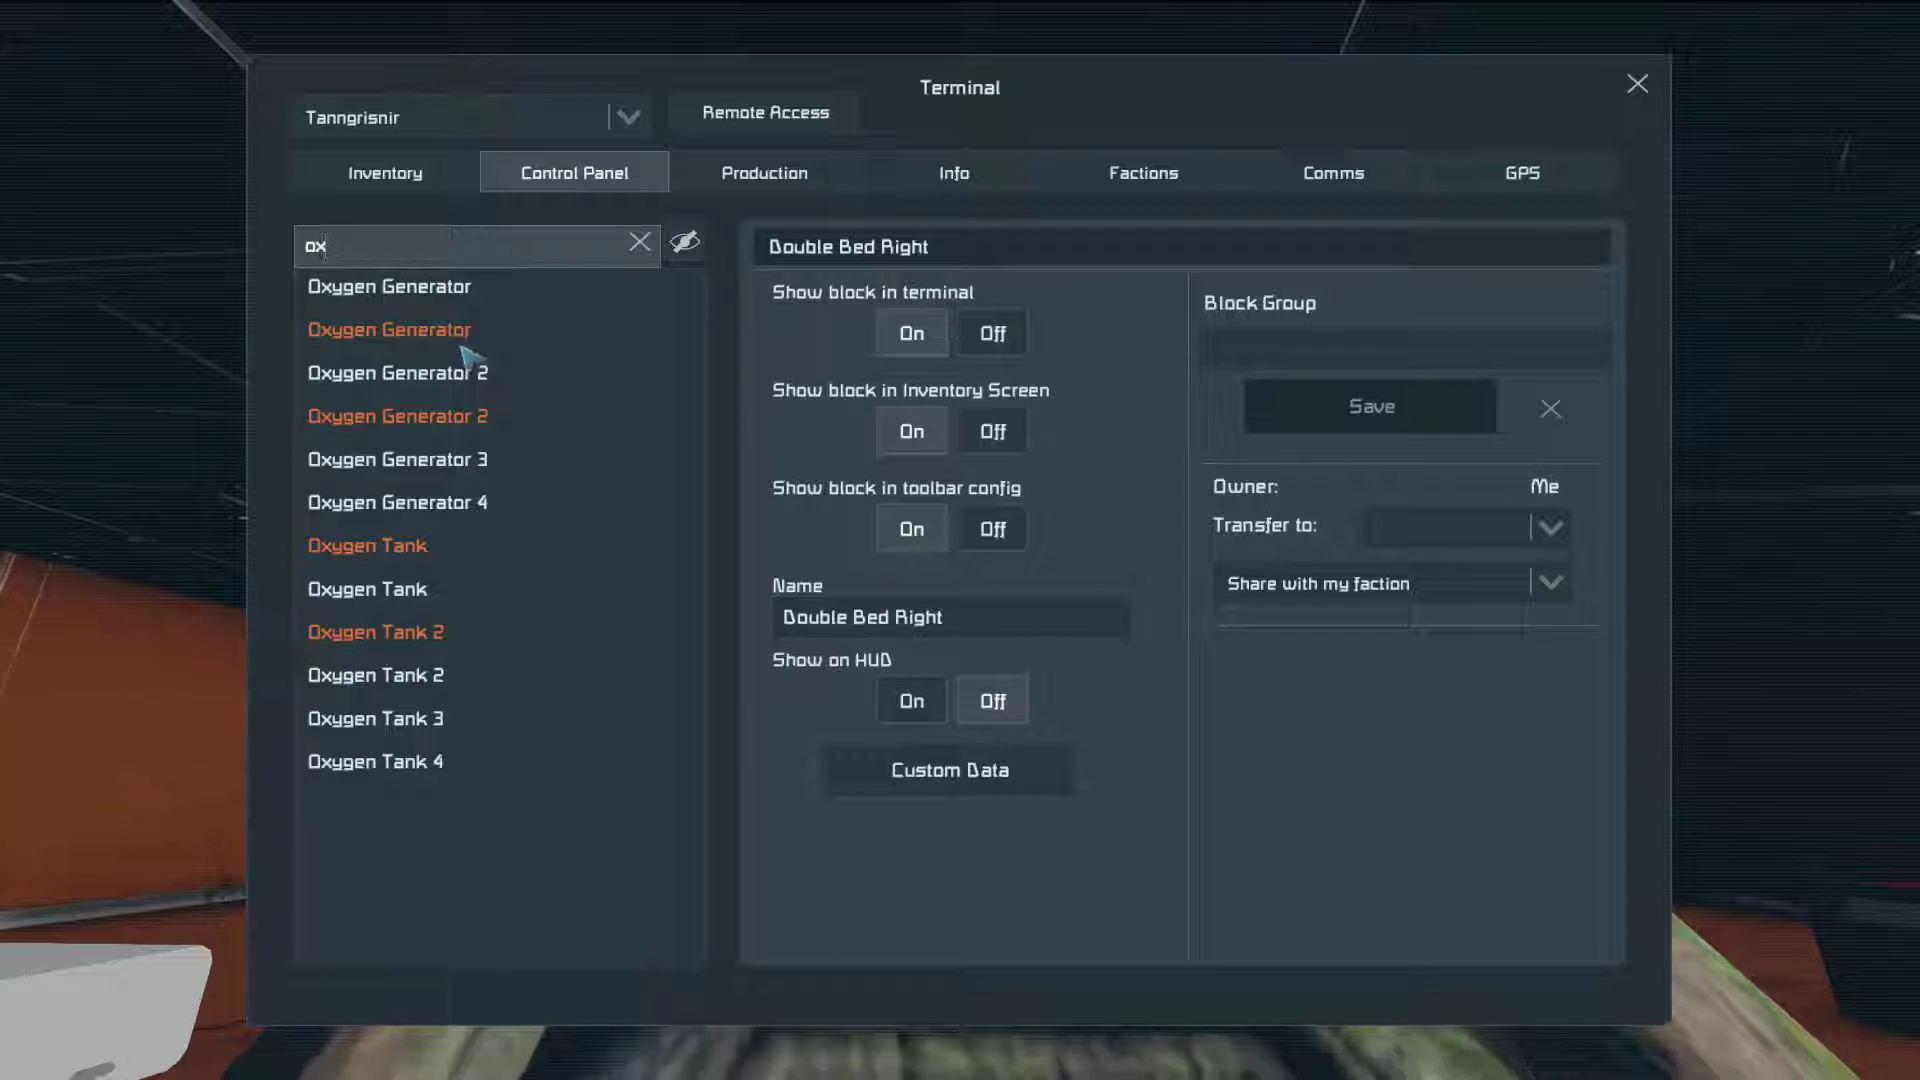 Terminal
Tanngrisnir
Remote Access
Inventory
Control Panel
Production
Info
Factions
Comms
GPS
ox
Oxygen Generator
Oxygen Generator
Oxygen Generator 2
Oxygen Generator 2
Oxygen Generator 3
Oxygen Generator 4
Oxygen Tank
Oxygen Tank
Oxygen Tank 2
Oxygen Tank 2
Oxygen Tank 3
Oxygen Tank 4
Double Bed Right
Show block in terminal
On
Off
Show block in Inventory Screen
On
Off
Show block in toolbar config
On
Off
Name
Double Bed Right
Show on HUD
On
Off
Custom Data
Block Group
Save
Owner:
Me
Transfer to:
Share with my faction